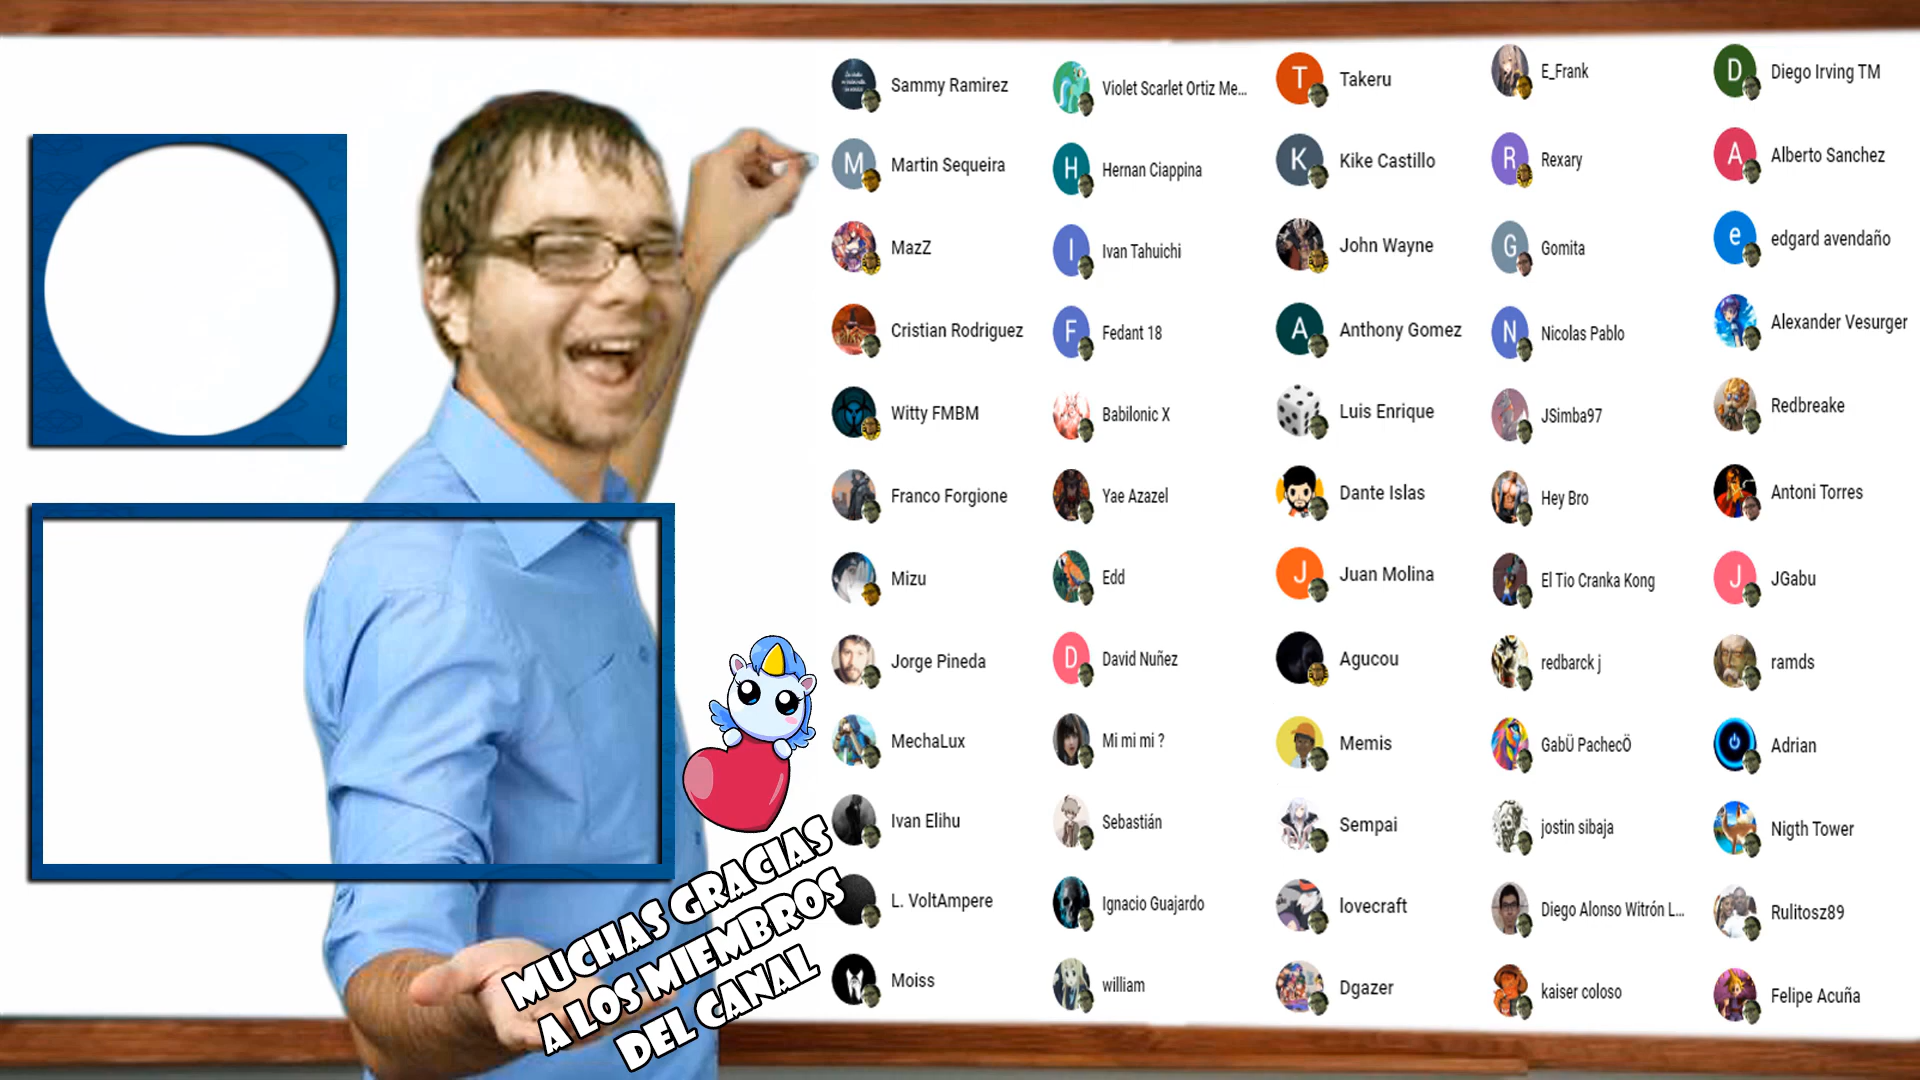 Sammy Ramirez
Martin Sequeira
MazZ
Cristian Rodriguez
Witty FMBM
Franco Forgione
Mizu
Jorge Pineda
MechaLux
Ivan Elihu
L. VoltAmpere
Moiss
Violet Scarlet Ortiz Me...
Hernan Ciappina
Ivan Tahuichi
Fedant 18
Babilonic X
Yae Azazel
Edd
David Nuñez
Mi mi mi ?
Sebastián
Ignacio Guajardo
william
Takeru
Kike Castillo
John Wayne
Anthony Gomez
Luis Enrique
Dante Islas
Juan Molina
Agucou
Memis
Sempai
lovecraft
Dgazer
E_Frank
Rexary
Gomita
Nicolas Pablo
JSimba97
Hey Bro
El Tio Cranka Kong
redbarck j
GabÜ PachecÖ
jostin sibaja
Diego Alonso Witrón L...
kaiser coloso
Diego Irving TM
Alberto Sanchez
edgard avendaño
Alexander Vesurger
Redbreake
Antoni Torres
JGabu
ramds
Adrian
Nigth Tower
Rulitosz89
Felipe Acuña
M
H
I
F
D
T
K
A
J
R
G
N
D
A
e
J
MUCHAS GRACIAS
A LOS MIEMBROS
DEL CANAL